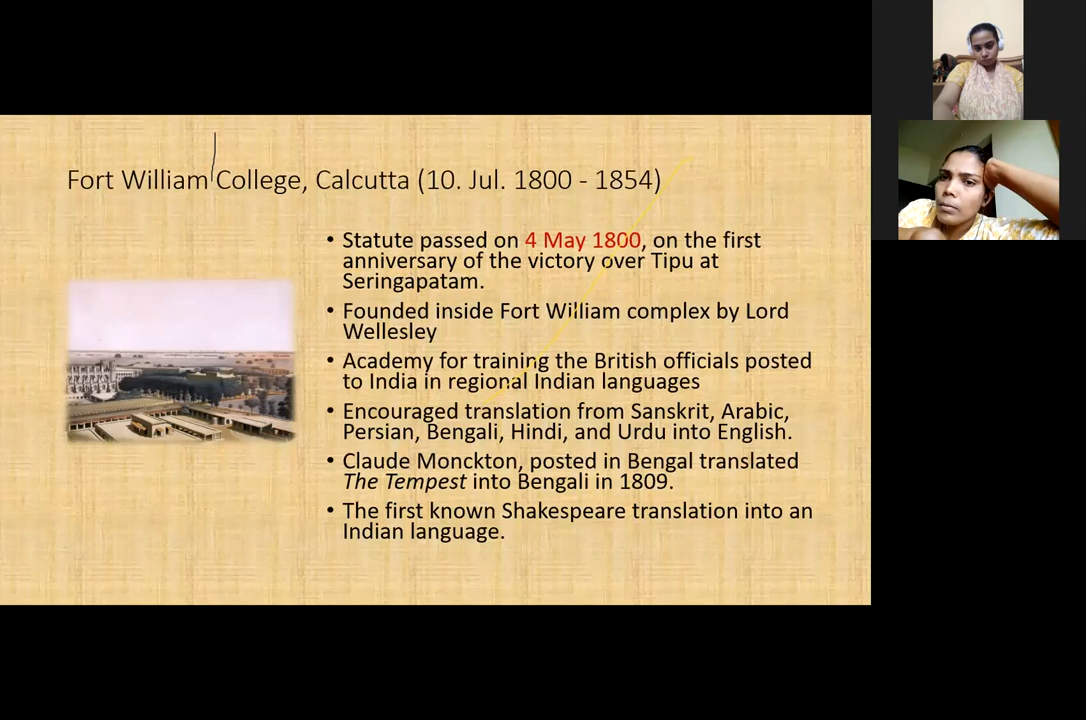 Fort William College, Calcutta (10. Jul. 1800 - 1854)
• Statute passed on 4 May 1800, on the first
anniversary of the victory over Tipu at
Seringapatam.
• Founded inside Fort William complex by Lord
Wellesley
• Academy for training the British officials posted
to India in regional Indian languages
• Encouraged translation from Sanskrit, Arabic,
Persian, Bengali, Hindi, and Urdu into English.
• Claude Monckton, posted in Bengal translated
The Tempest into Bengali in 1809.
• The first known Shakespeare translation into an
Indian language.